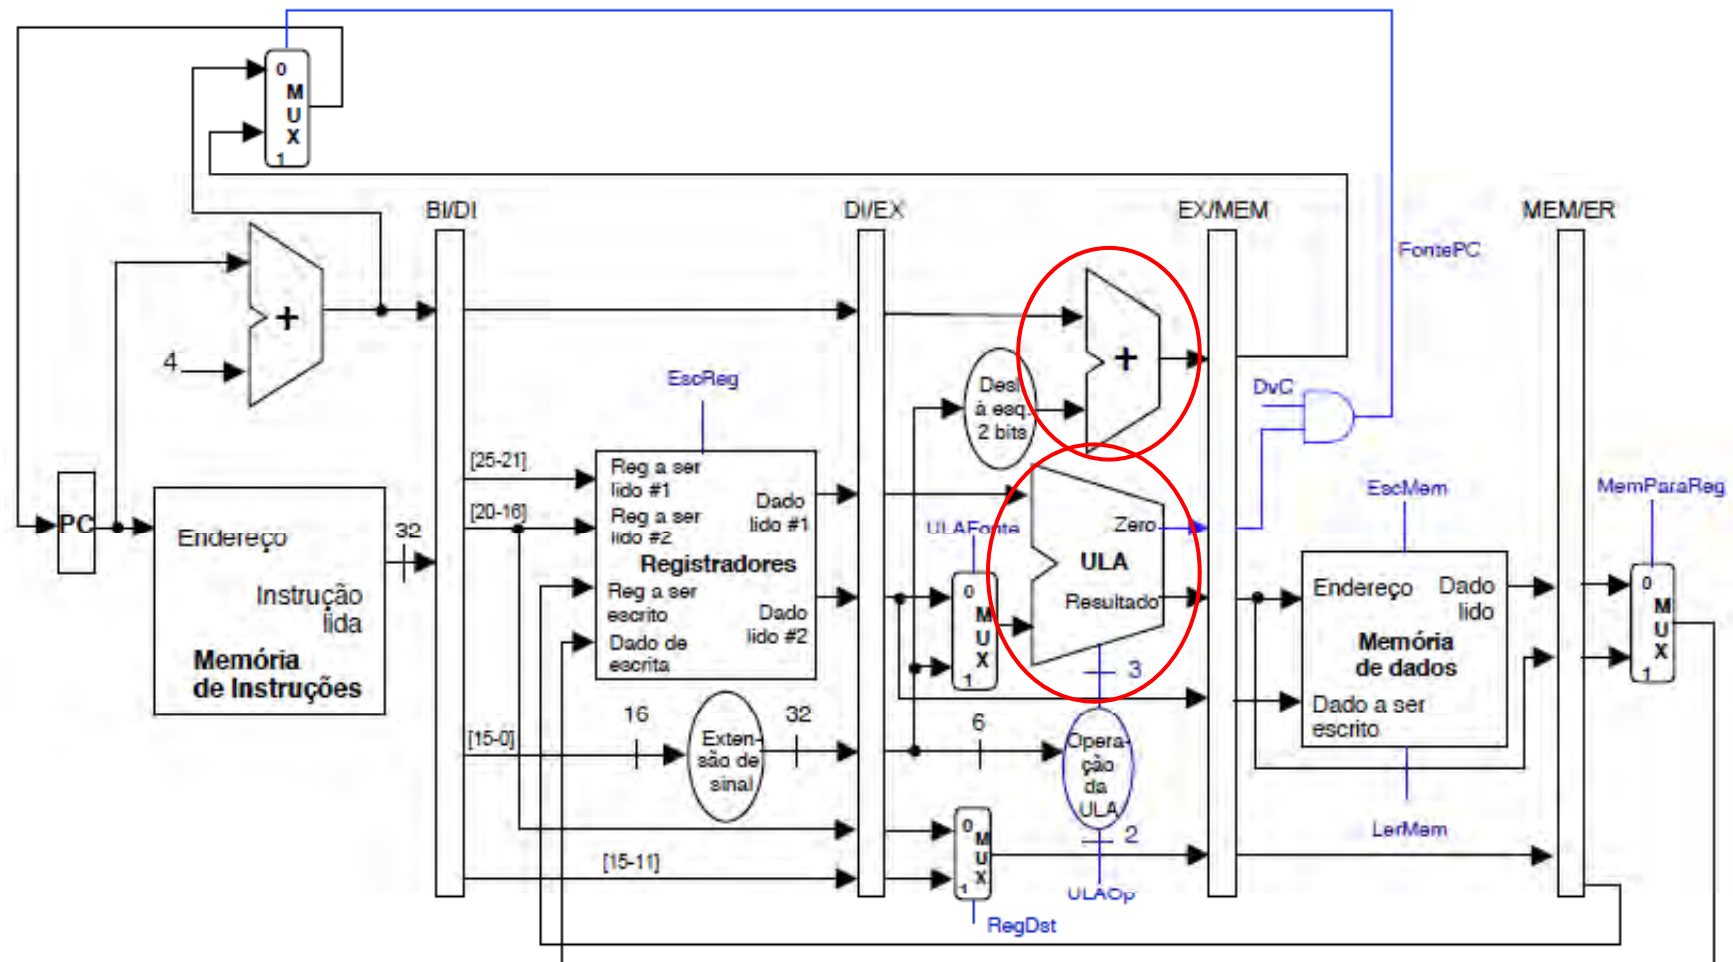 0
M
U
X
1
BI/DI
DI/EX
EX/MEM
MEM/ER
FontePC
+
4
+
Desl
à esq.
2 bits
DvC
EscReg
[25-21]
[20-16]
Reg a ser
lido #1
Reg a ser
lido #2
Registradores
Reg a ser
escrito
Dado de
escrita
Dado
lido #1
Dado
lido #2
PC
Endereço
32
Instrução
lida
Memória
de Instruções
ULAFonte
0
M
U
X
1
Zero
ULA
Resultado
3
EscMem
MemParaReg
Endereço
Dado
lido
Memória
de dados
Dado a ser
escrito
0
M
U
X
1
[15-0]
16
Exten-
são de
sinal
32
6
Opera-
ção
da
ULA
2
LerMem
[15-11]
0
M
U
X
1
ULAOp
RegDst